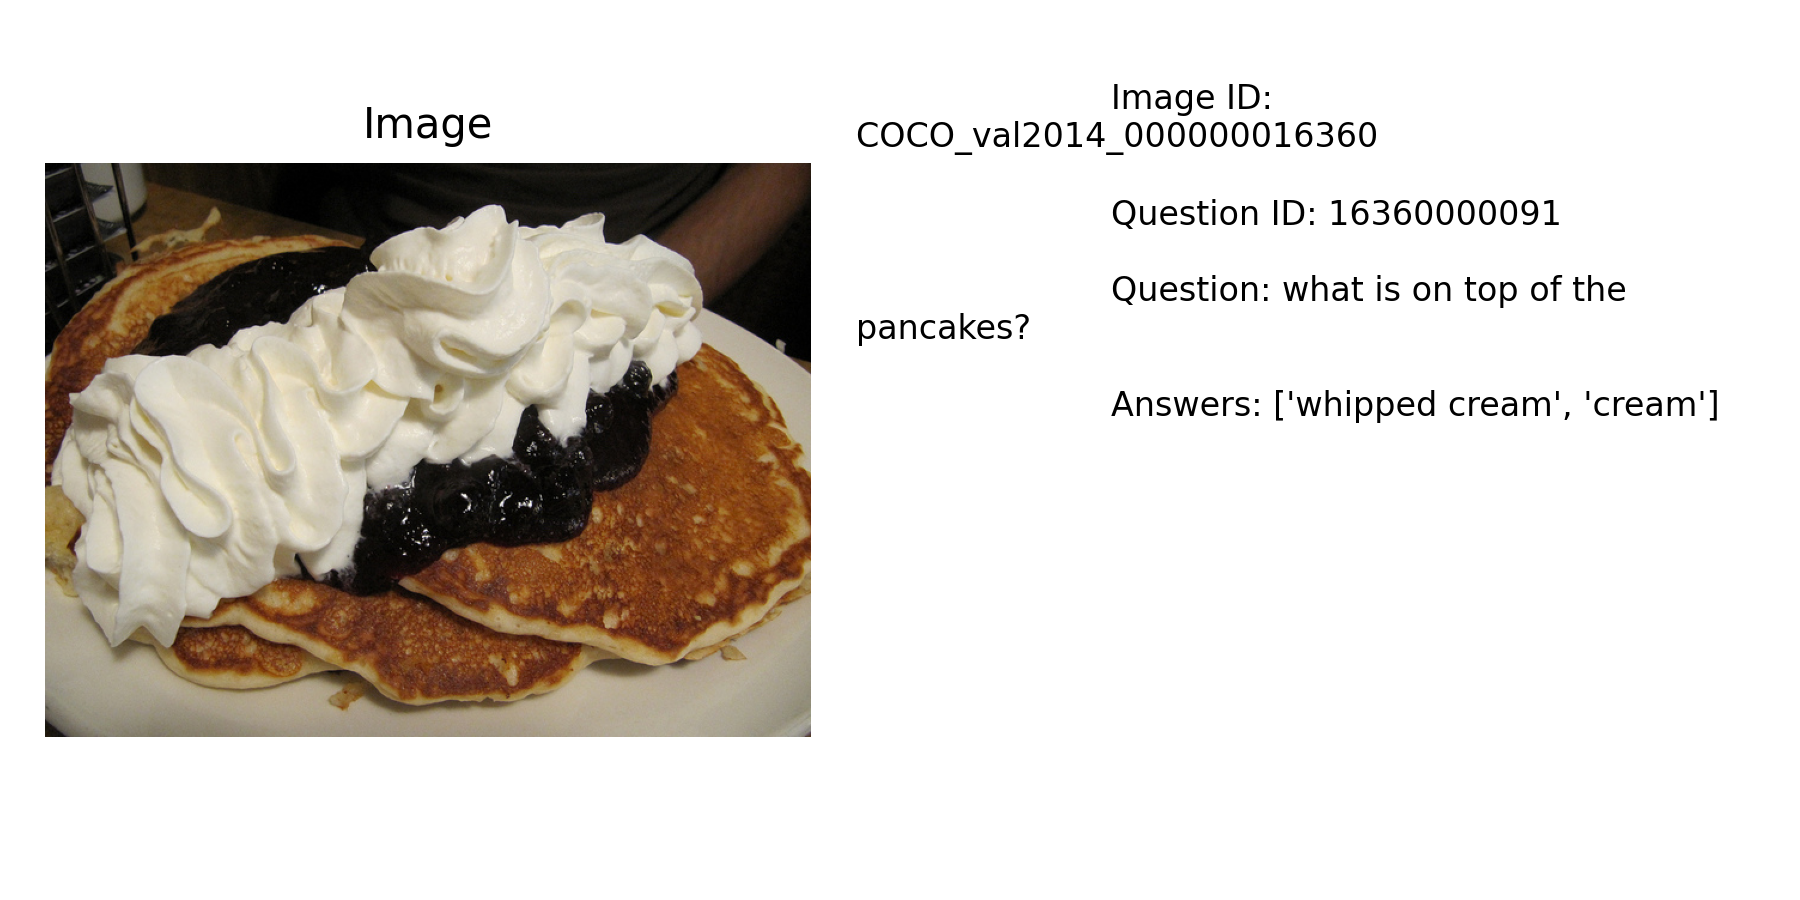 Image
Image ID:
COCO_val2014_000000016360
Question ID: 16360000091
Question: what is on top of the
pancakes?
Answers: ['whipped cream', 'cream']